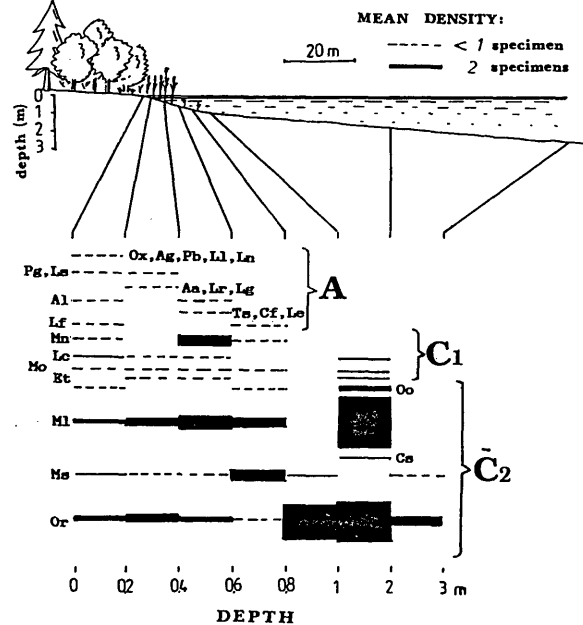 MEAN DENSITY:
20 m
< 1 specimen
2 specimens
depth (m)
0
1
2
3
Ox,Ag,Pb,Ll,Ln
Pg,Ls
Aa,Lr,Lg
Al
A
Ts,Cf,Le
Lf
Mn
Lc
C1
Mo
Et
Oo
Ml
Cs
C2
Ms
Or
0 0,2 0,4 0,6 0,8 1 2 3 m
DEPTH